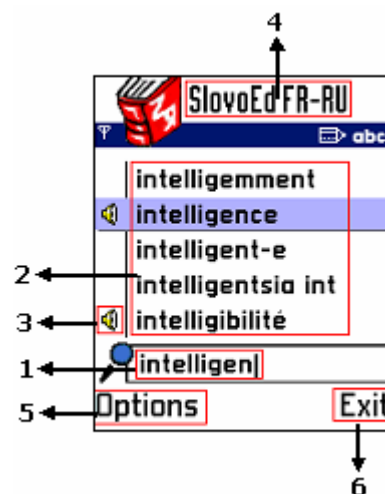 4
SlovoEd FR-RU
abc
intelligemment
intelligence
intelligent-e
2
intelligentsia int
3
intelligibilité
1
intelligen
5
Options
Exit
6